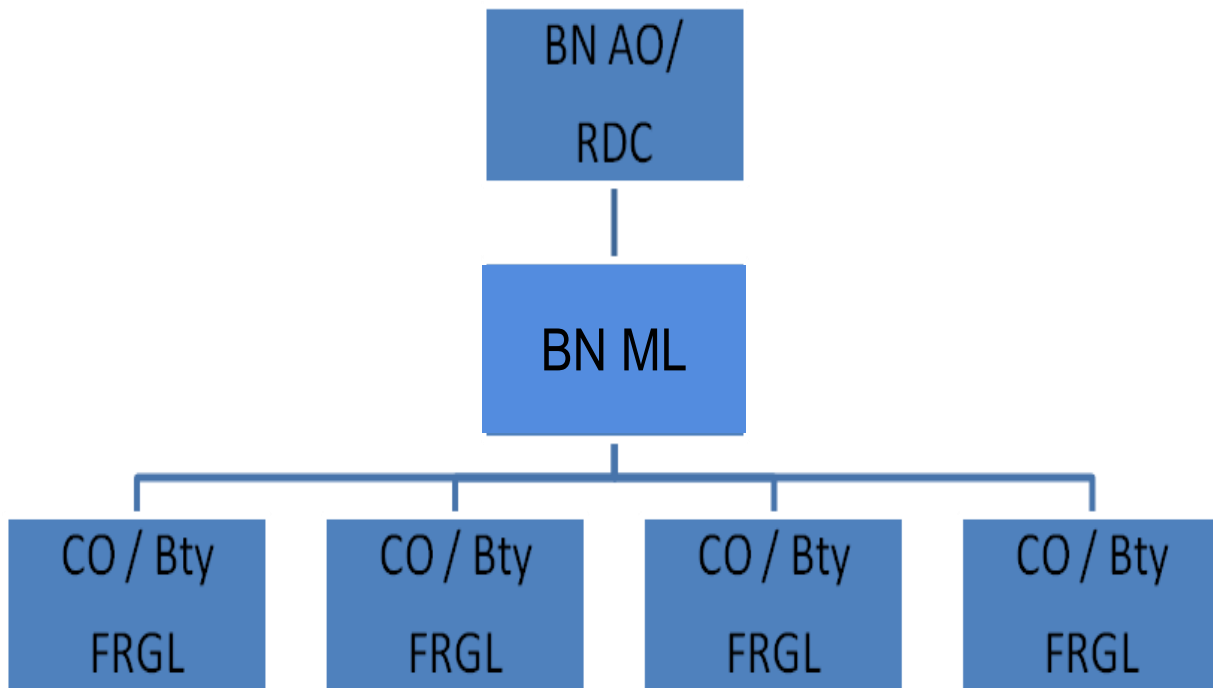 BN AO/
RDC
BN ML
CO / Bty
FRGL
CO / Bty
FRGL
CO / Bty
FRGL
CO / Bty
FRGL